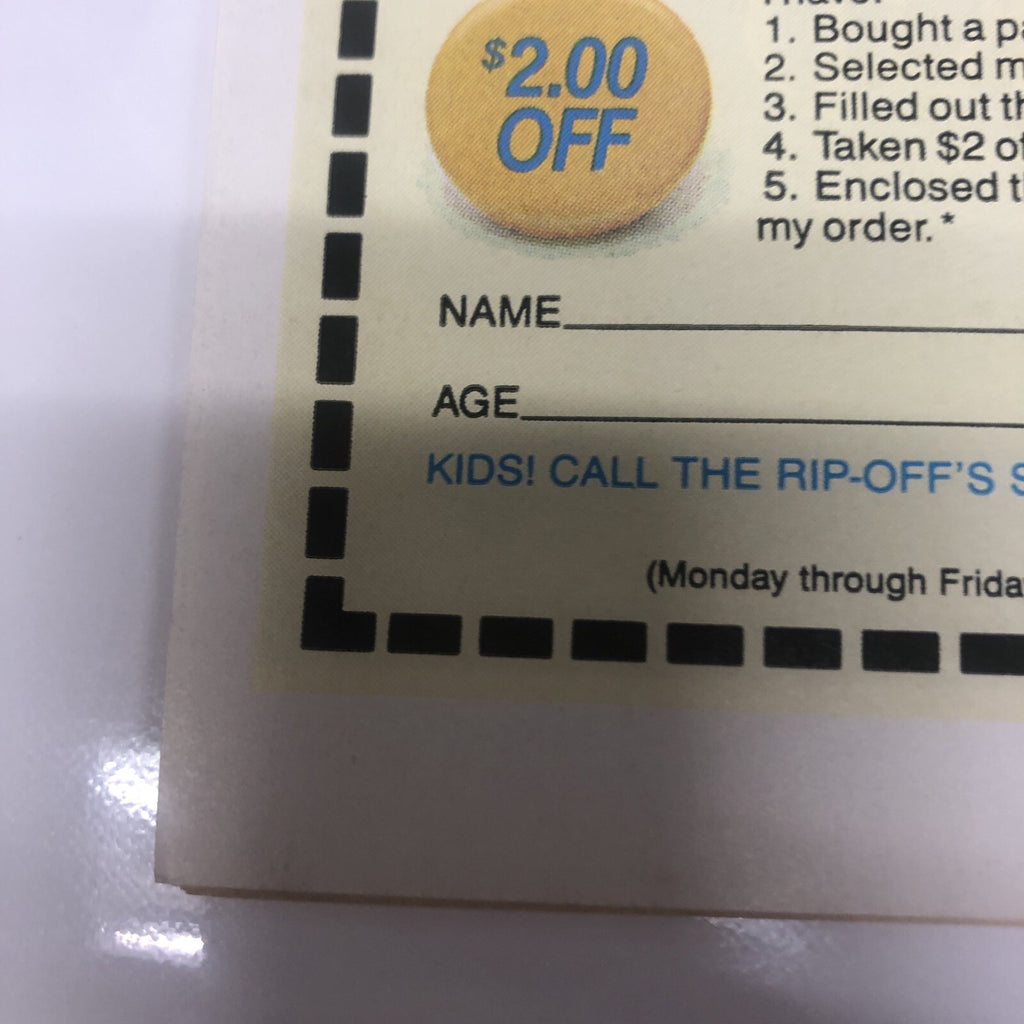 $2.00
OFF
1. Bought a
2. Selected
3. Filled out
4. Taken $2
5. Enclosed
my order.*
NAME
AGE
KIDS! CALL THE RIP-OFF'S
(Monday through